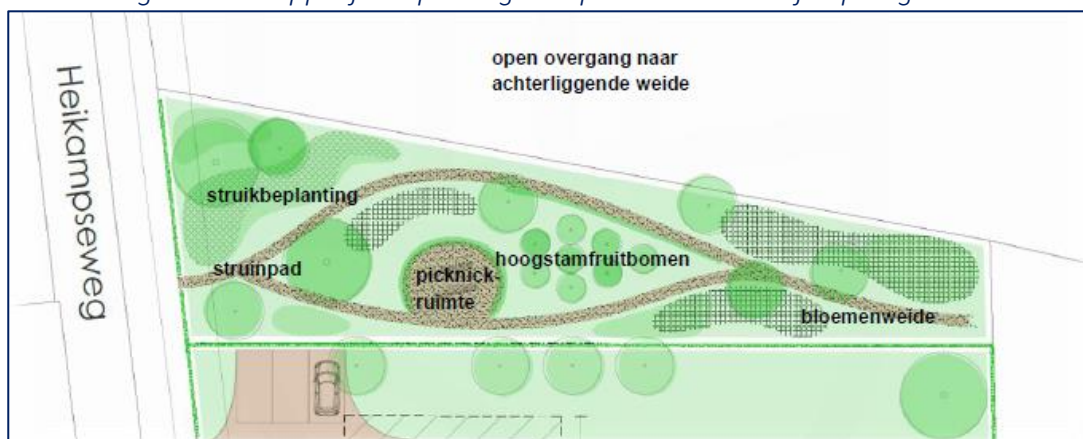 open overgang naar
achterliggende weide
Heikampseweg
struikbeplanting
struinpad
hoogstamfruitbomen
picknick-
ruimte
bloemenweide